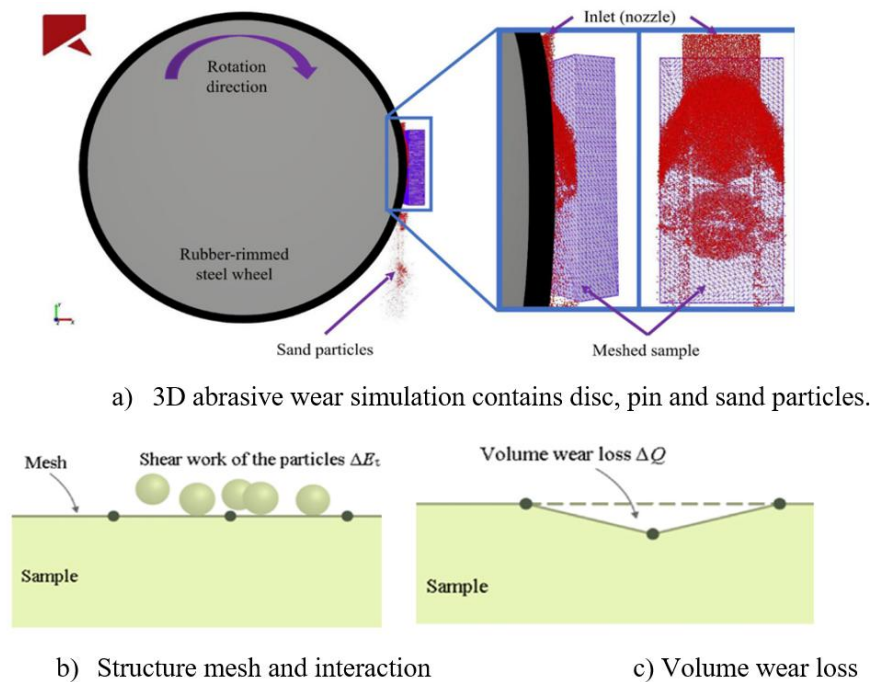 Inlet (nozzle)
Rotation
direction
Rubber-rimmed
steel wheel
Sand particles
Meshed sample
a) 3D abrasive wear simulation contains disc, pin and sand particles.
Mesh
Shear work of the particles ΔEτ
Sample
Volume wear loss ΔQ
Sample
b) Structure mesh and interaction
c) Volume wear loss